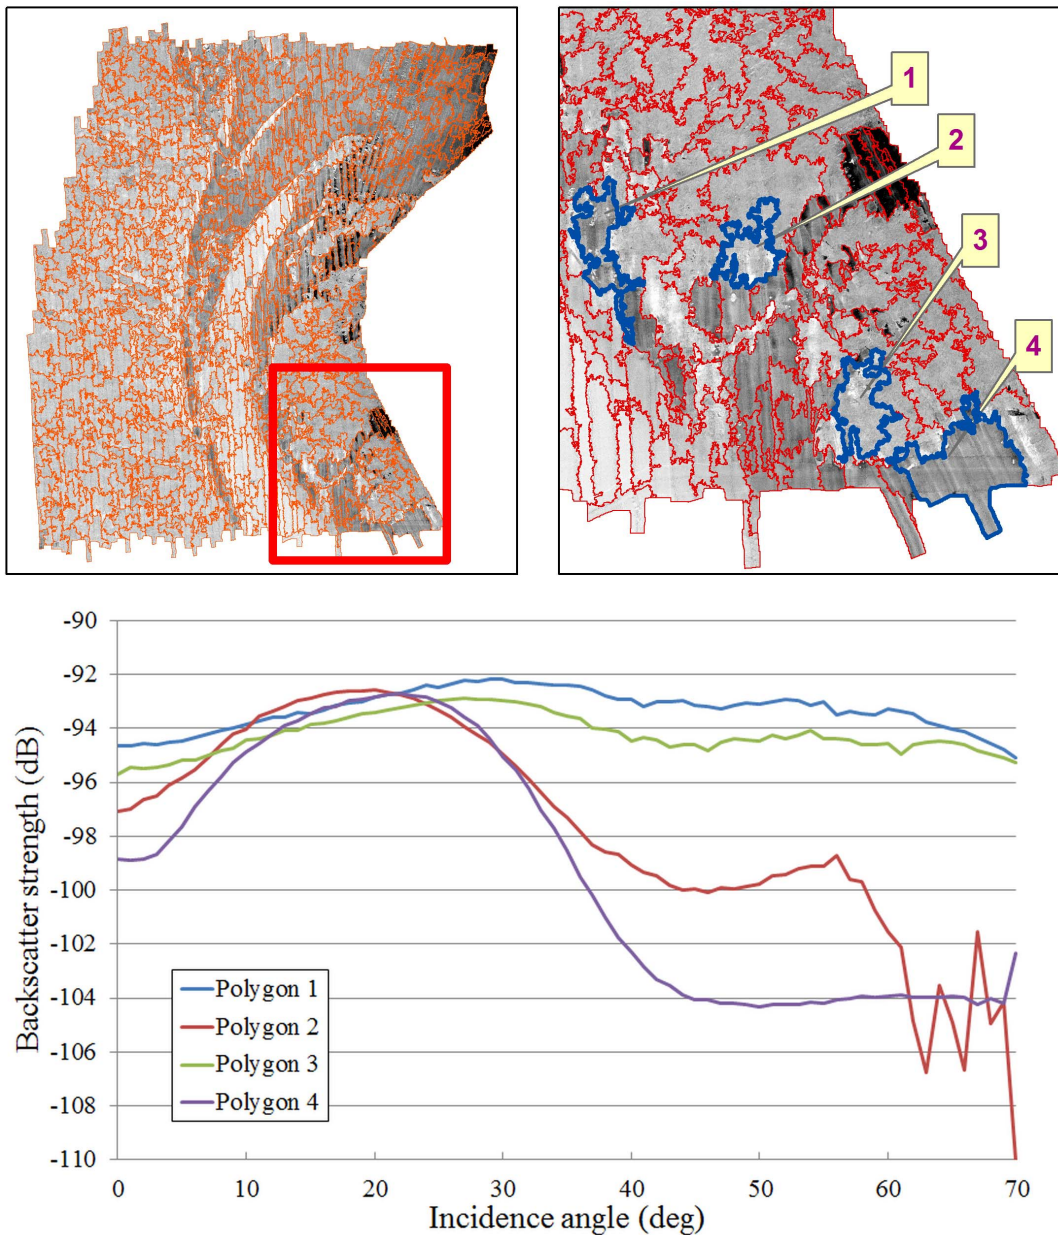 1
2
3
4
-90
-92
-94
-96
-98
-100
-102
-104
-106
-108
-110
Backscatter strength (dB)
Polygon 1
Polygon 2
Polygon 3
Polygon 4
0 10 20 30 40 50 60 70
Incidence angle (deg)